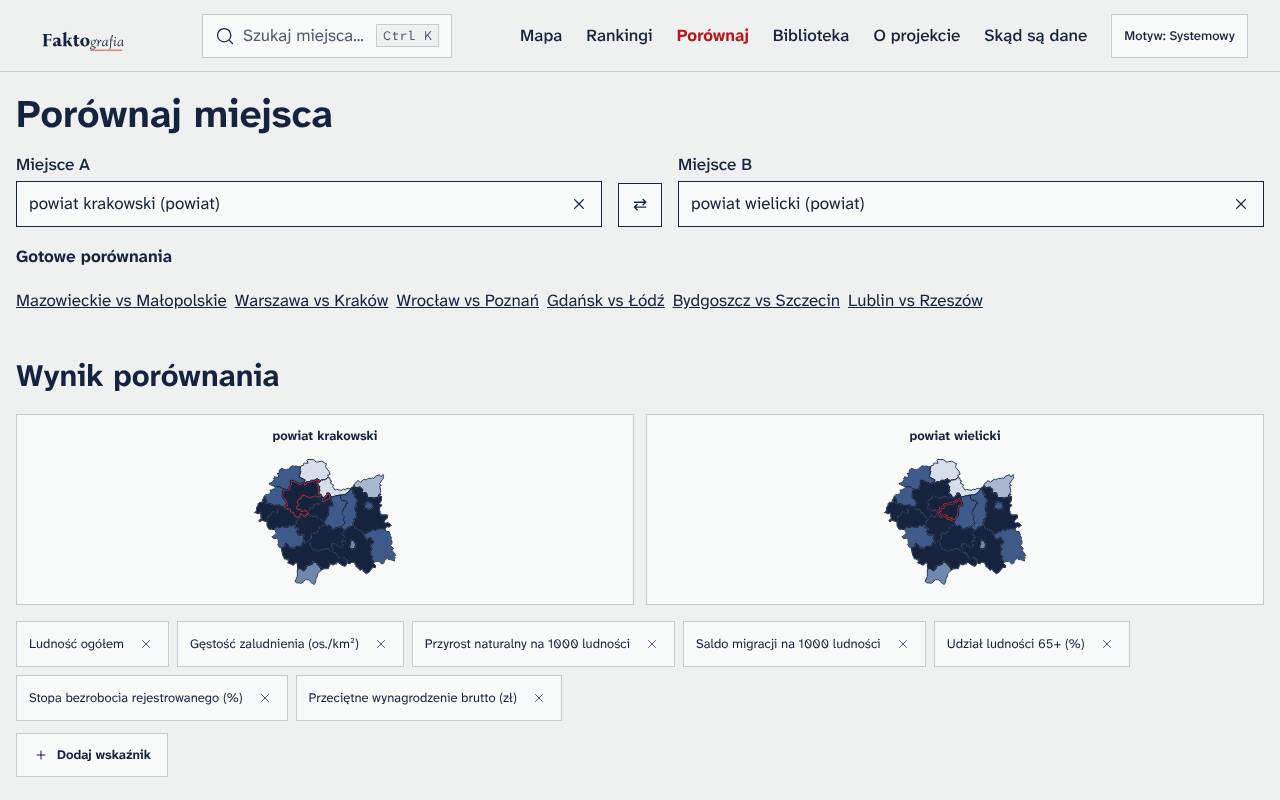 Faktografia
Szukaj miejsca... Ctrl K
Mapa Rankingi Porównaj Biblioteka O projekcie Skąd są dane
Motyw: Systemowy
Porównaj miejsca
Miejsce A
powiat krakowski (powiat)
Miejsce B
powiat wielicki (powiat)
Gotowe porównania
Mazowieckie vs Małopolskie Warszawa vs Kraków Wrocław vs Poznań Gdańsk vs Łódź Bydgoszcz vs Szczecin Lublin vs Rzeszów
Wynik porównania
powiat krakowski
powiat wielicki
Ludność ogółem
Gęstość zaludnienia (os./km²)
Przyrost naturalny na 1000 ludności
Saldo migracji na 1000 ludności
Udział ludności 65+ (%)
Stopa bezrobocia rejestrowanego (%)
Przeciętne wynagrodzenie brutto (zł)
+ Dodaj wskaźnik